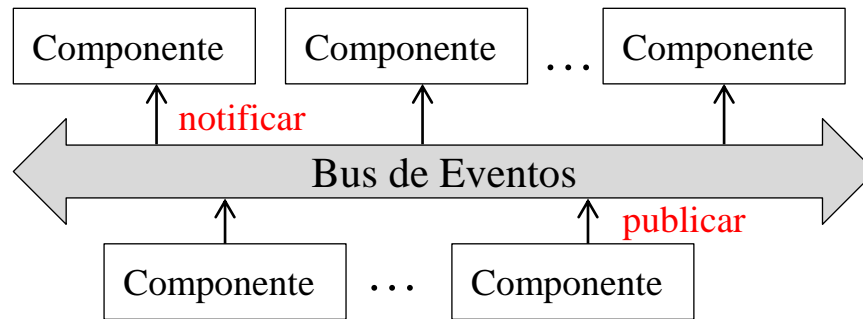 Componente Componente ... Componente
notificar
Bus de Eventos
publicar
Componente ... Componente